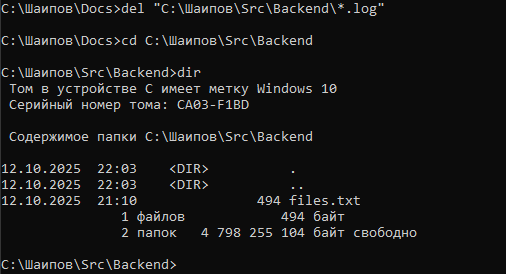 C:\Шаипов\Docs>del "C:\Шаипов\Src\Backend\*.log"
C:\Шаипов\Docs>cd C:\Шаипов\Src\Backend
C:\Шаипов\Src\Backend>dir
Том в устройстве C имеет метку Windows 10
Серийный номер тома: CA03-F1BD
Содержимое папки C:\Шаипов\Src\Backend
12.10.2025  22:03    <DIR>          .
12.10.2025  22:03    <DIR>          ..
12.10.2025  21:10               494 files.txt
1 файлов            494 байт
2 папок   4 798 255 104 байт свободно
C:\Шаипов\Src\Backend>